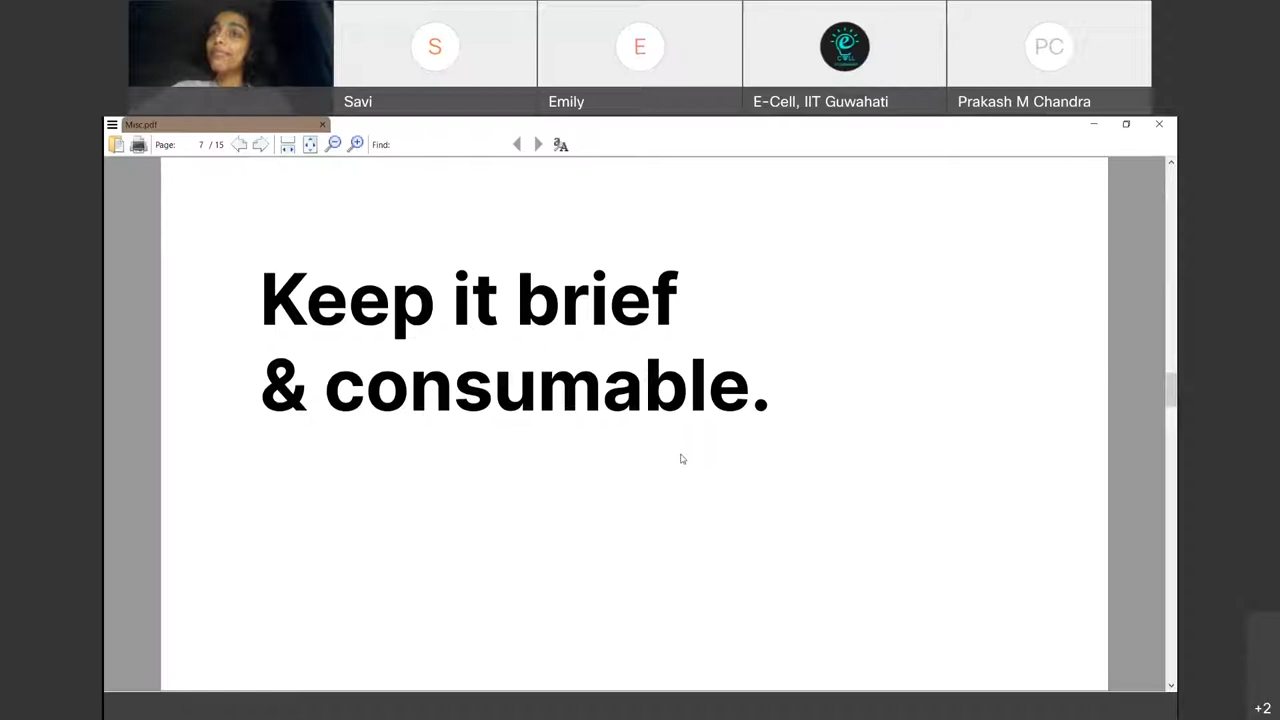 S
E
PC
Savi
Emily
E-Cell, IIT Guwahati
Prakash M Chandra
Misc.pdf
Page: 7 / 15 Find:
Keep it brief
& consumable.
+2